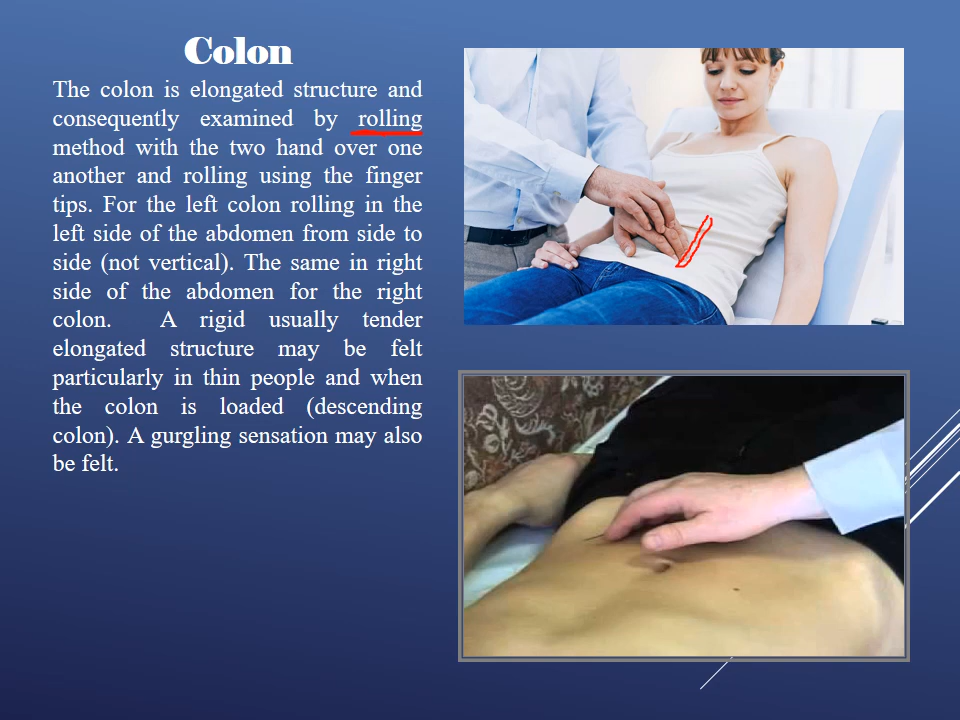 Colon
The colon is elongated structure and
consequently examined by rolling
method with the two hand over one
another and rolling using the finger
tips. For the left colon rolling in the
left side of the abdomen from side to
side (not vertical). The same in right
side of the abdomen for the right
colon. A rigid usually tender
elongated structure may be felt
particularly in thin people and when
the colon is loaded (descending
colon). A gurgling sensation may also
be felt.